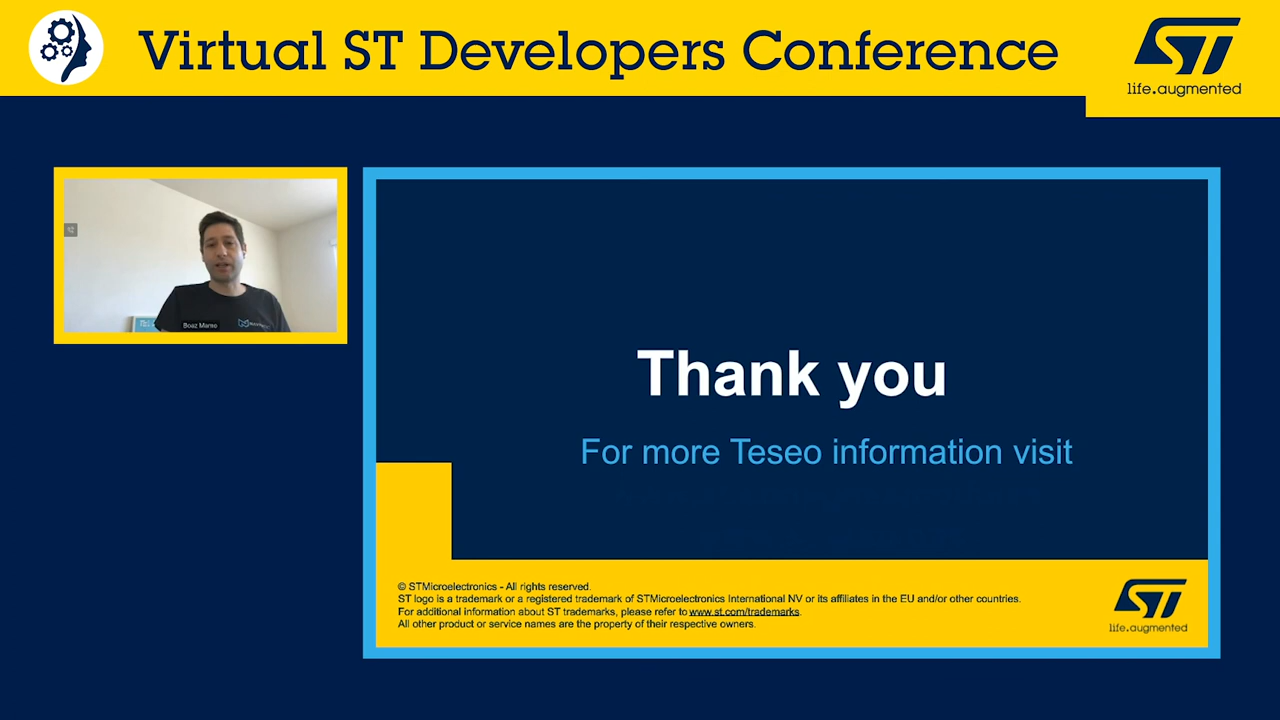 Virtual ST Developers Conference
ST
life.augmented
Boaz Mamo
Thank you
For more Teseo information visit
© STMicroelectronics - All rights reserved.
ST logo is a trademark or a registered trademark of STMicroelectronics International NV or its affiliates in the EU and/or other countries.
For additional information about ST trademarks, please refer to www.st.com/trademarks.
All other product or service names are the property of their respective owners.
ST
life.augmented